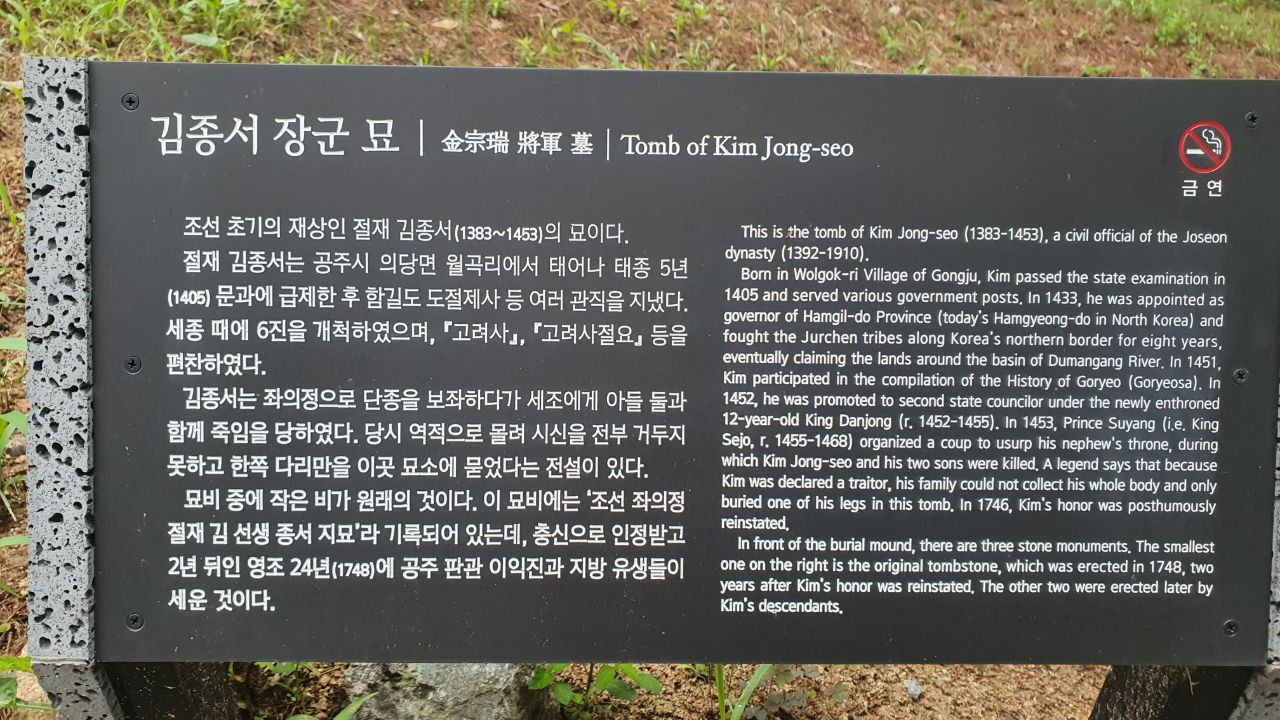 김종서 장군 묘 | 金宗瑞 將軍 墓 | Tomb of Kim Jong-seo
금연
조선 초기의 재상인 절재 김종서(1383~1453)의 묘이다.
절재 김종서는 공주시 의당면 월곡리에서 태어나 태종 5년
(1405) 문과에 급제한 후 함길도 도절제사 등 여러 관직을 지냈다.
세종 때에 6진을 개척하였으며, 『고려사』, 『고려사절요』 등을
편찬하였다.
김종서는 좌의정으로 단종을 보좌하다가 세조에게 아들 둘과
함께 죽임을 당하였다. 당시 역적으로 몰려 시신을 전부 거두지
못하고 한쪽 다리만을 이곳 묘소에 묻었다는 전설이 있다.
묘비 중에 작은 비가 원래의 것이다. 이 묘비에는 ‘조선 좌의정
절재 김 선생 종서 지묘’라 기록되어 있는데, 충신으로 인정받고
2년 뒤인 영조 24년(1748)에 공주 판관 이익진과 지방 유생들이
세운 것이다.
This is the tomb of Kim Jong-seo (1383-1453), a civil official of the Joseon
dynasty (1392-1910).
Born in Wolgok-ri Village of Gongju, Kim passed the state examination in
1405 and served various government posts. In 1433, he was appointed as
governor of Hamgil-do Province (today's Hamgyeong-do in North Korea) and
fought the Jurchen tribes along Korea's northern border for eight years,
eventually claiming the lands around the basin of Dumangang River. In 1451,
Kim participated in the compilation of the History of Goryeo (Goryeosa). In
1452, he was promoted to second state councilor under the newly enthroned
12-year-old King Danjong (r. 1452-1455). In 1453, Prince Suyang (i.e. King
Sejo, r. 1455-1468) organized a coup to usurp his nephew's throne, during
which Kim Jong-seo and his two sons were killed. A legend says that because
Kim was declared a traitor, his family could not collect his whole body and only
buried one of his legs in this tomb. In 1746, Kim's honor was posthumously
reinstated.
In front of the burial mound, there are three stone monuments. The smallest
one on the right is the original tombstone, which was erected in 1748, two
years after Kim's honor was reinstated. The other two were erected later by
Kim's descendants.